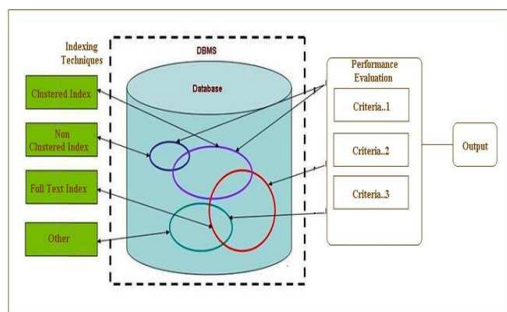 Indexing
Techniques
Clustered Index
Non
Clustered Index
Full Text Index
Other
DBMS
Database
Performance
Evaluation
Criteria..1
Criteria..2
Criteria..3
Output